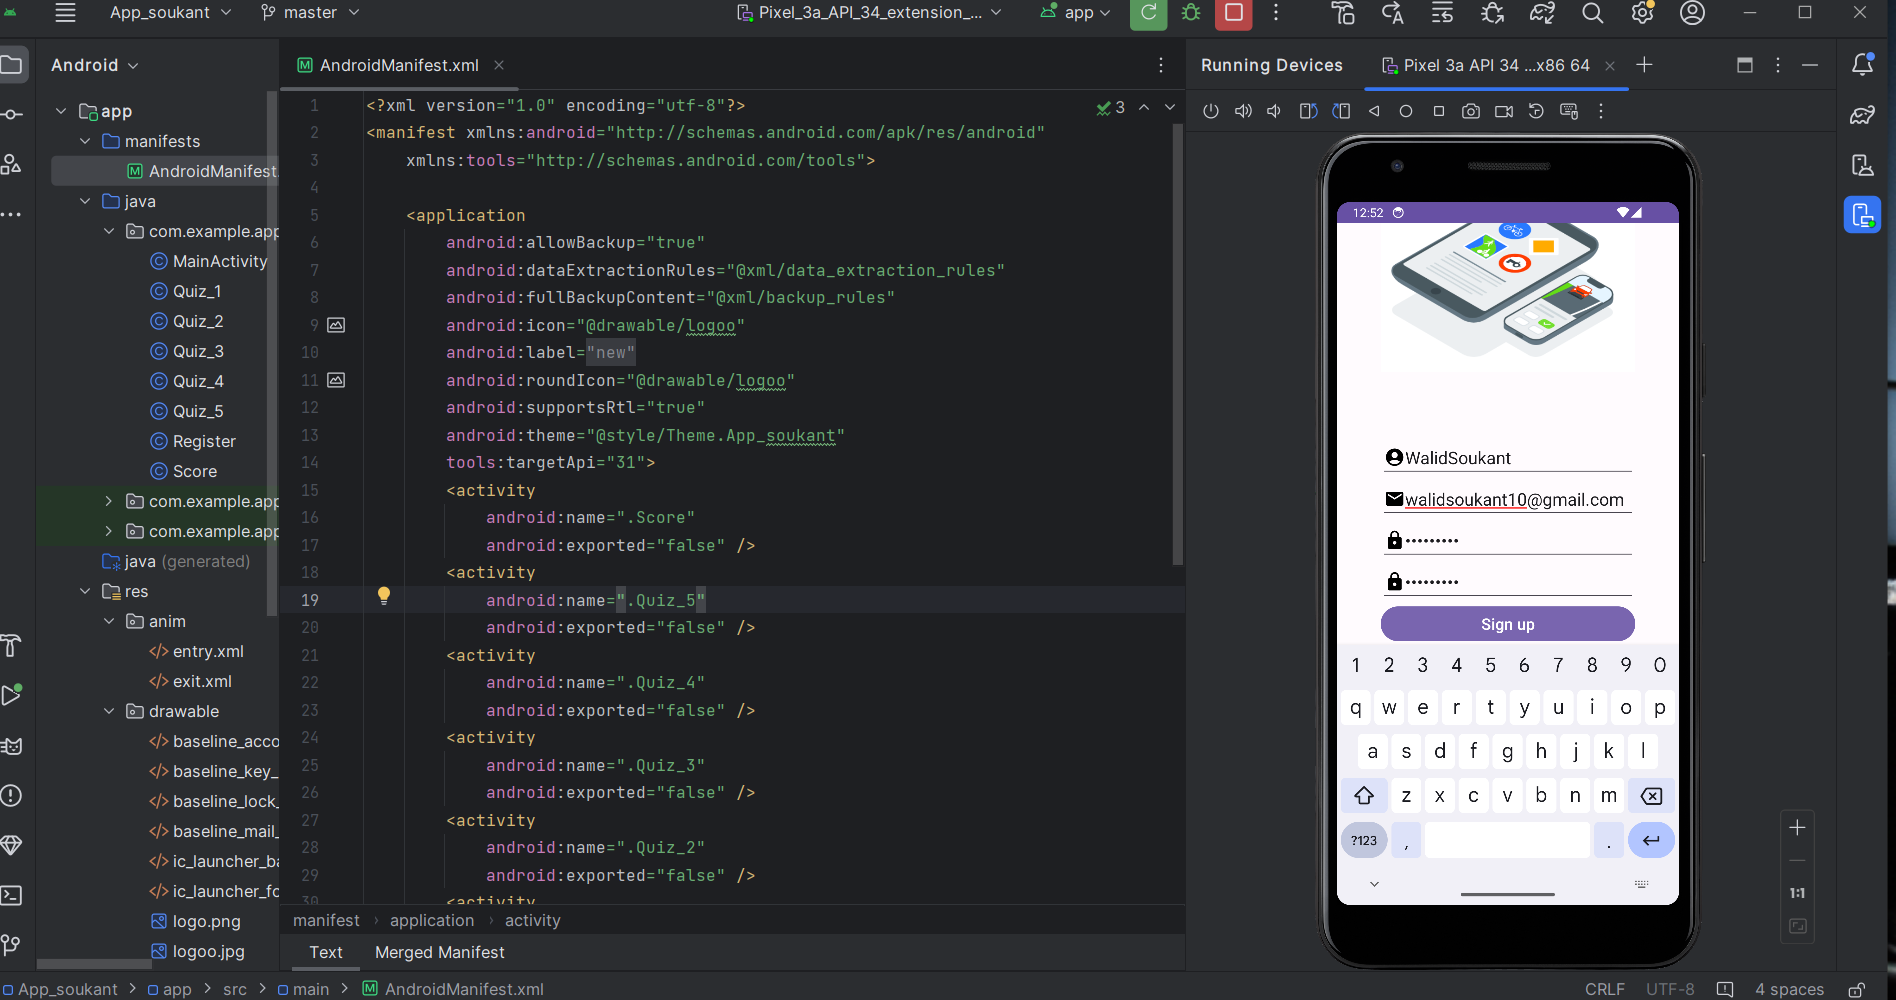 App_soukant
master
Pixel_3a_API_34_extension_...
app
Android
app
manifests
AndroidManifest.
java
com.example.app
MainActivity
Quiz_1
Quiz_2
Quiz_3
Quiz_4
Quiz_5
Register
Score
com.example.app
com.example.app
java (generated)
res
anim
entry.xml
exit.xml
drawable
baseline_acco
baseline_key_
baseline_lock_
baseline_mail_
ic_launcher_ba
ic_launcher_fo
logo.png
logoo.jpg
AndroidManifest.xml
3
1 <?xml version="1.0" encoding="utf-8"?>
2 <manifest xmlns:android="http://schemas.android.com/apk/res/android"
3 xmlns:tools="http://schemas.android.com/tools">
4
5 <application
6 android:allowBackup="true"
7 android:dataExtractionRules="@xml/data_extraction_rules"
8 android:fullBackupContent="@xml/backup_rules"
9 android:icon="@drawable/logoo"
10 android:label="new"
11 android:roundIcon="@drawable/logoo"
12 android:supportsRtl="true"
13 android:theme="@style/Theme.App_soukant"
14 tools:targetApi="31">
15 <activity
16 android:name=".Score"
17 android:exported="false" />
18 <activity
19 android:name=".Quiz_5"
20 android:exported="false" />
21 <activity
22 android:name=".Quiz_4"
23 android:exported="false" />
24 <activity
25 android:name=".Quiz_3"
26 android:exported="false" />
27 <activity
28 android:name=".Quiz_2"
29 android:exported="false" />
30 <activity
manifest › application › activity
Text Merged Manifest
Running Devices
Pixel 3a API 34 ...x86 64
12:52
WalidSoukant
walidsoukant10@gmail.com
•••••••••
•••••••••
Sign up
1 2 3 4 5 6 7 8 9 0
q w e r t y u i o p
a s d f g h j k l
z x c v b n m
?123 , .
1:1
App_soukant > app > src > main > AndroidManifest.xml
CRLF UTF-8 4 spaces